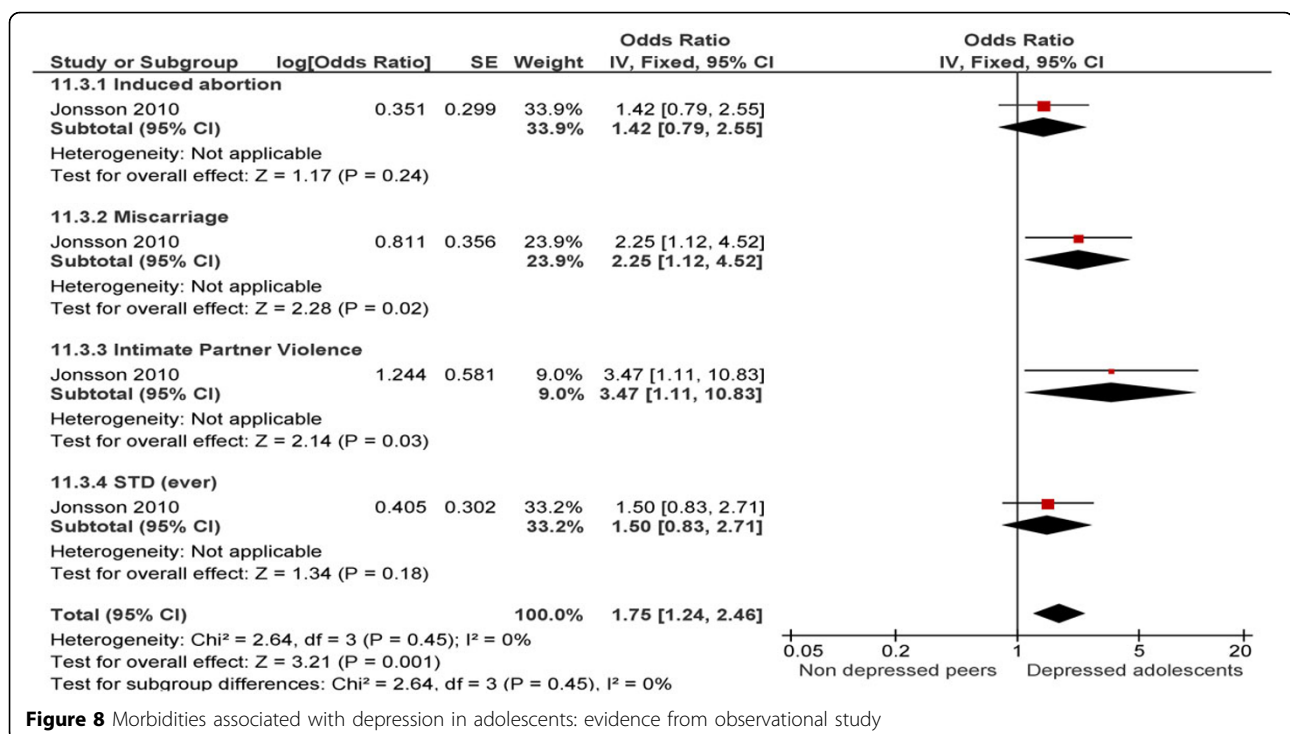 Odds Ratio Odds Ratio
Study or Subgroup log[Odds Ratio] SE Weight IV, Fixed, 95% CI IV, Fixed, 95% CI
11.3.1 Induced abortion
Jonsson 2010 0.351 0.299 33.9% 1.42 [0.79, 2.55]
Subtotal (95% CI) 33.9% 1.42 [0.79, 2.55]
Heterogeneity: Not applicable
Test for overall effect: Z = 1.17 (P = 0.24)
11.3.2 Miscarriage
Jonsson 2010 0.811 0.356 23.9% 2.25 [1.12, 4.52]
Subtotal (95% CI) 23.9% 2.25 [1.12, 4.52]
Heterogeneity: Not applicable
Test for overall effect: Z = 2.28 (P = 0.02)
11.3.3 Intimate Partner Violence
Jonsson 2010 1.244 0.581 9.0% 3.47 [1.11, 10.83]
Subtotal (95% CI) 9.0% 3.47 [1.11, 10.83]
Heterogeneity: Not applicable
Test for overall effect: Z = 2.14 (P = 0.03)
11.3.4 STD (ever)
Jonsson 2010 0.405 0.302 33.2% 1.50 [0.83, 2.71]
Subtotal (95% CI) 33.2% 1.50 [0.83, 2.71]
Heterogeneity: Not applicable
Test for overall effect: Z = 1.34 (P = 0.18)
Total (95% CI) 100.0% 1.75 [1.24, 2.46]
Heterogeneity: Chi² = 2.64, df = 3 (P = 0.45); I² = 0%
Test for overall effect: Z = 3.21 (P = 0.001)
Test for subgroup differences: Chi² = 2.64, df = 3 (P = 0.45), I² = 0%
0.05 0.2 1 5 20
Non depressed peers Depressed adolescents
Figure 8 Morbidities associated with depression in adolescents: evidence from observational study